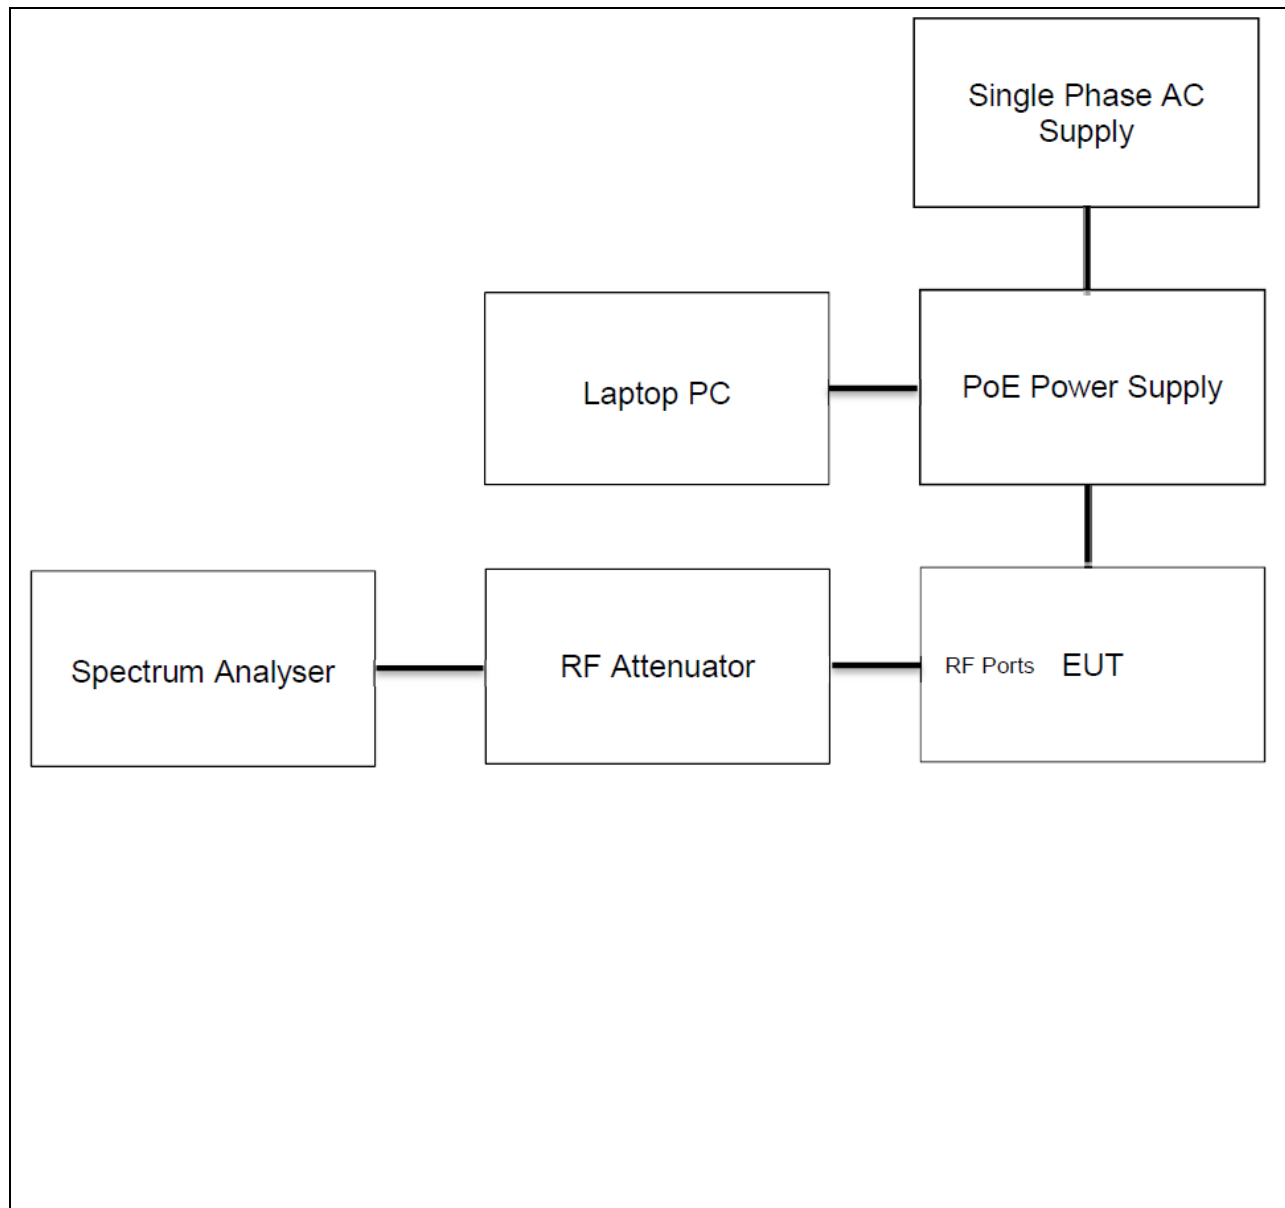 Single Phase AC
Supply
Laptop PC
PoE Power Supply
Spectrum Analyser
RF Attenuator
RF Ports EUT